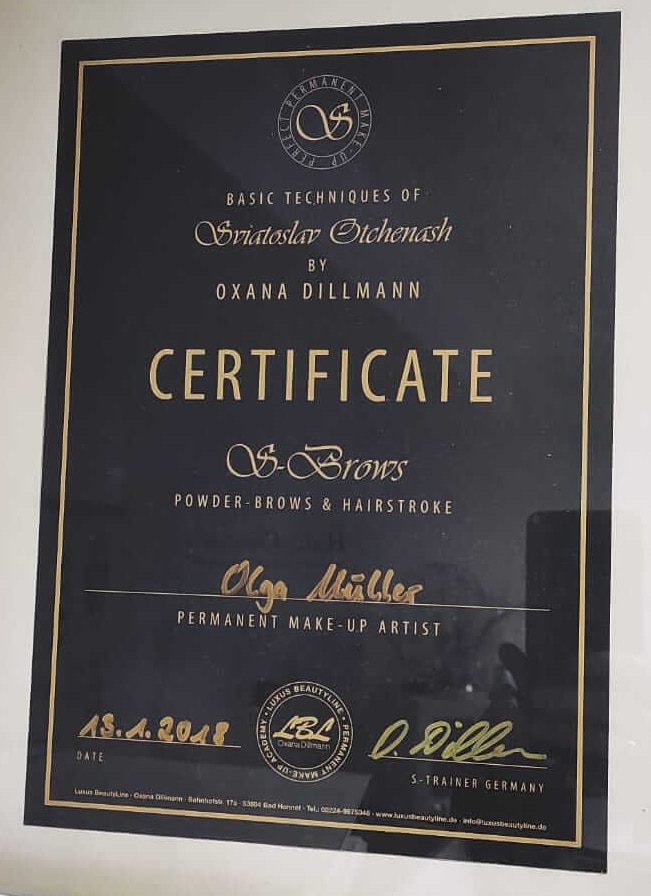 PERFECT PERMANENT MAKE-UP
S
BASIC TECHNIQUES OF
Sviatoslav Otchenash
BY
OXANA DILLMANN
CERTIFICATE
S-Brows
POWDER-BROWS & HAIRSTROKE
Olga Müller
PERMANENT MAKE-UP ARTIST
LUXUS BEAUTYLINE • PERMANENT MAKE-UP ACADEMY •
LBL
Oxana Dillmann
13.1.2018
DATE
O. Dillmann
S-TRAINER GERMANY
Luxus BeautyLine · Oxana Dillmann · Bahnhofstr. 17a · 53604 Bad Honnef · Tel.: 02224-9875348 · www.luxusbeautyline.de · info@luxusbeautyline.de